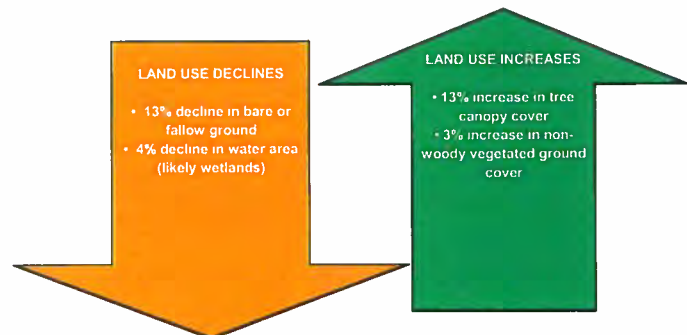 LAND USE DECLINES
• 13% decline in bare or
fallow ground
• 4% decline in water area
(likely wetlands)
LAND USE INCREASES
• 13% increase in tree
canopy cover
• 3% increase in non-
woody vegetated ground
cover